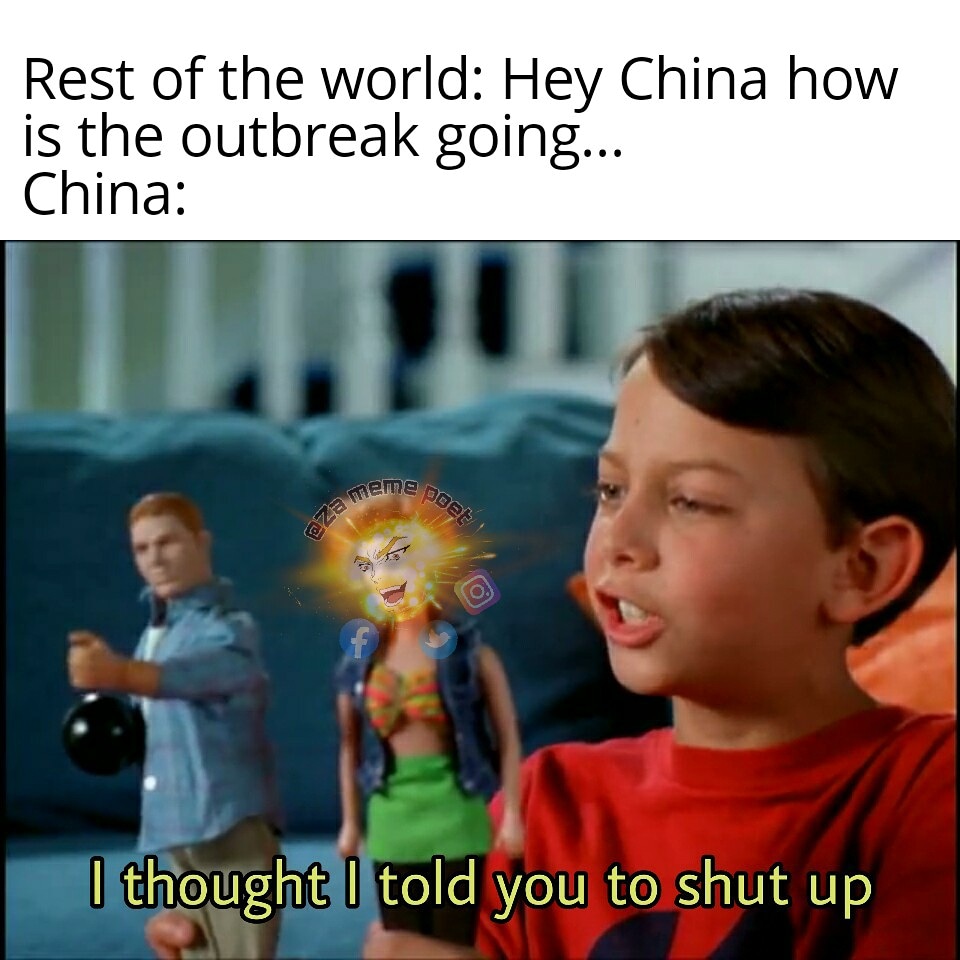 Rest of the world: Hey China how
is the outbreak going...
China:
@Za meme poet
I thought I told you to shut up